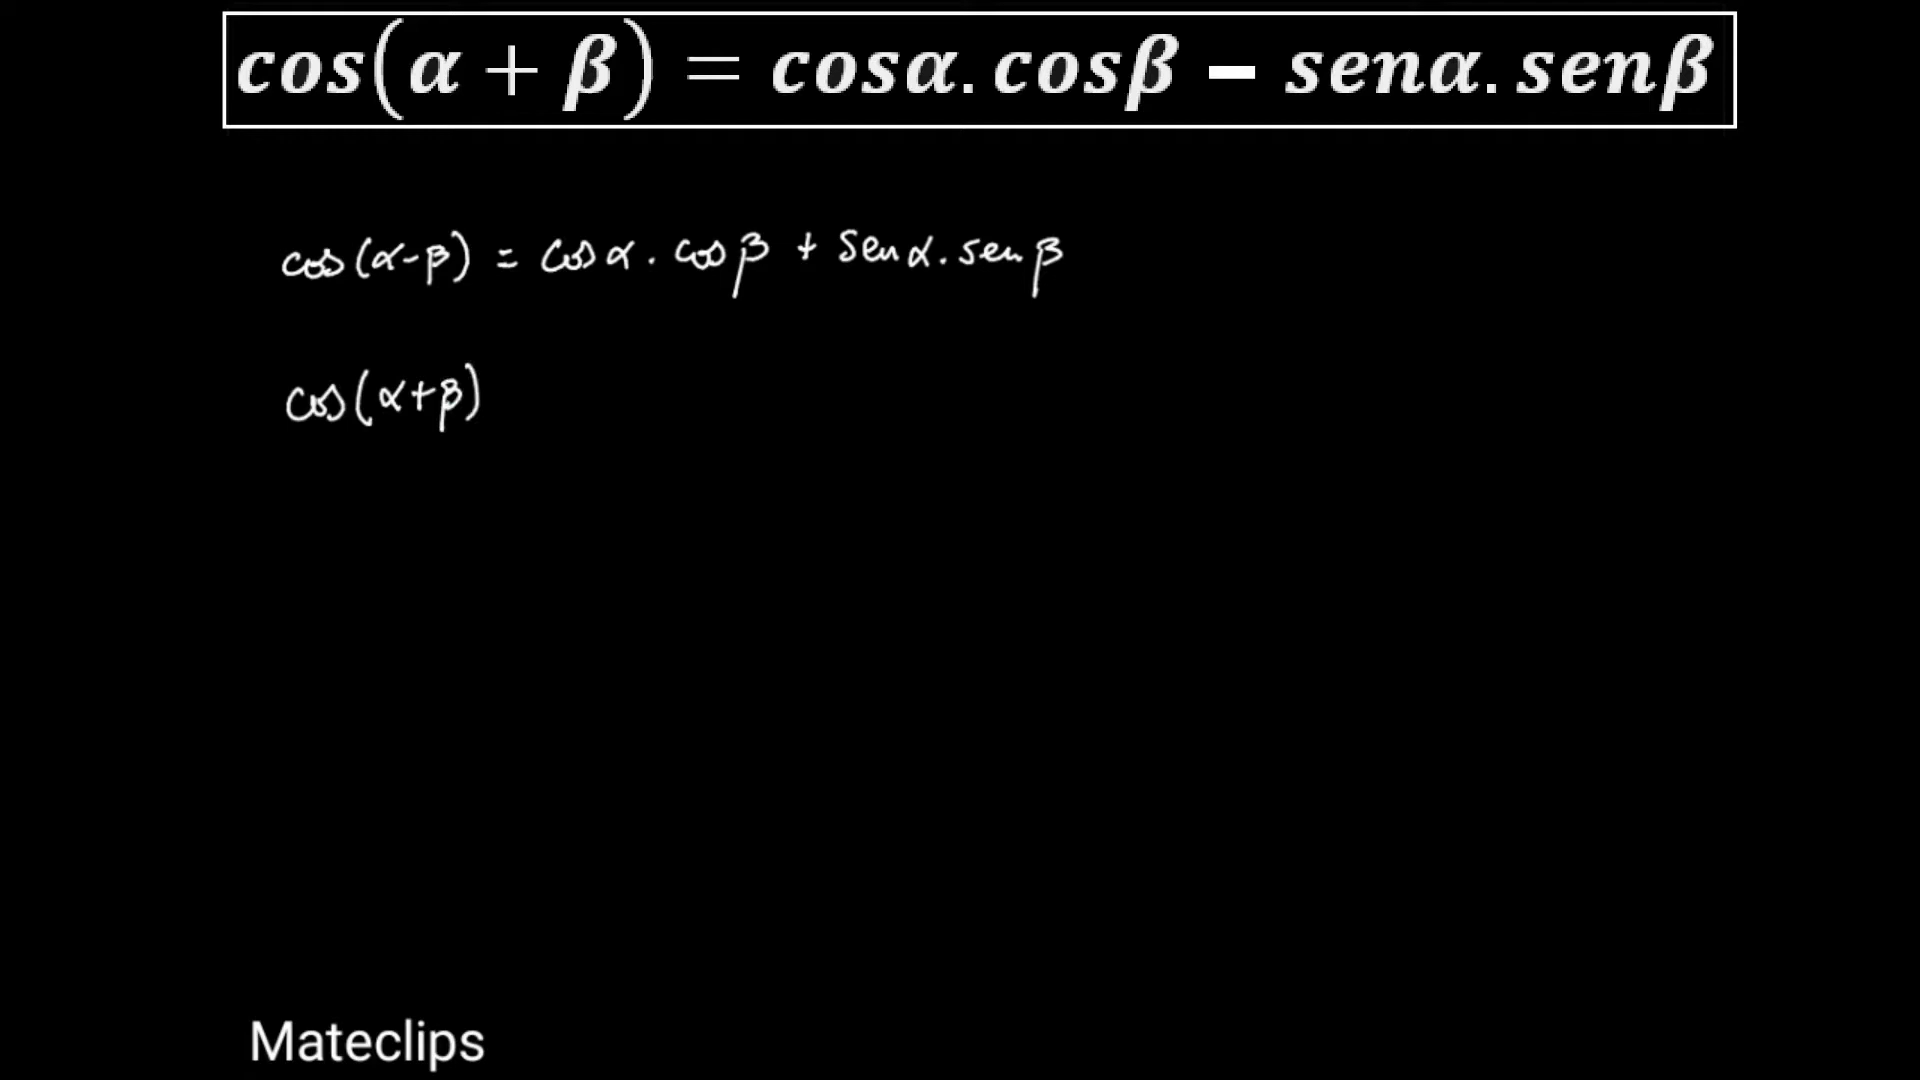 cos(α + β) = cosα. cosβ − senα. senβ
cos(α-β) = cosα . cosβ + senα. senβ
cos(α+β)
Mateclips